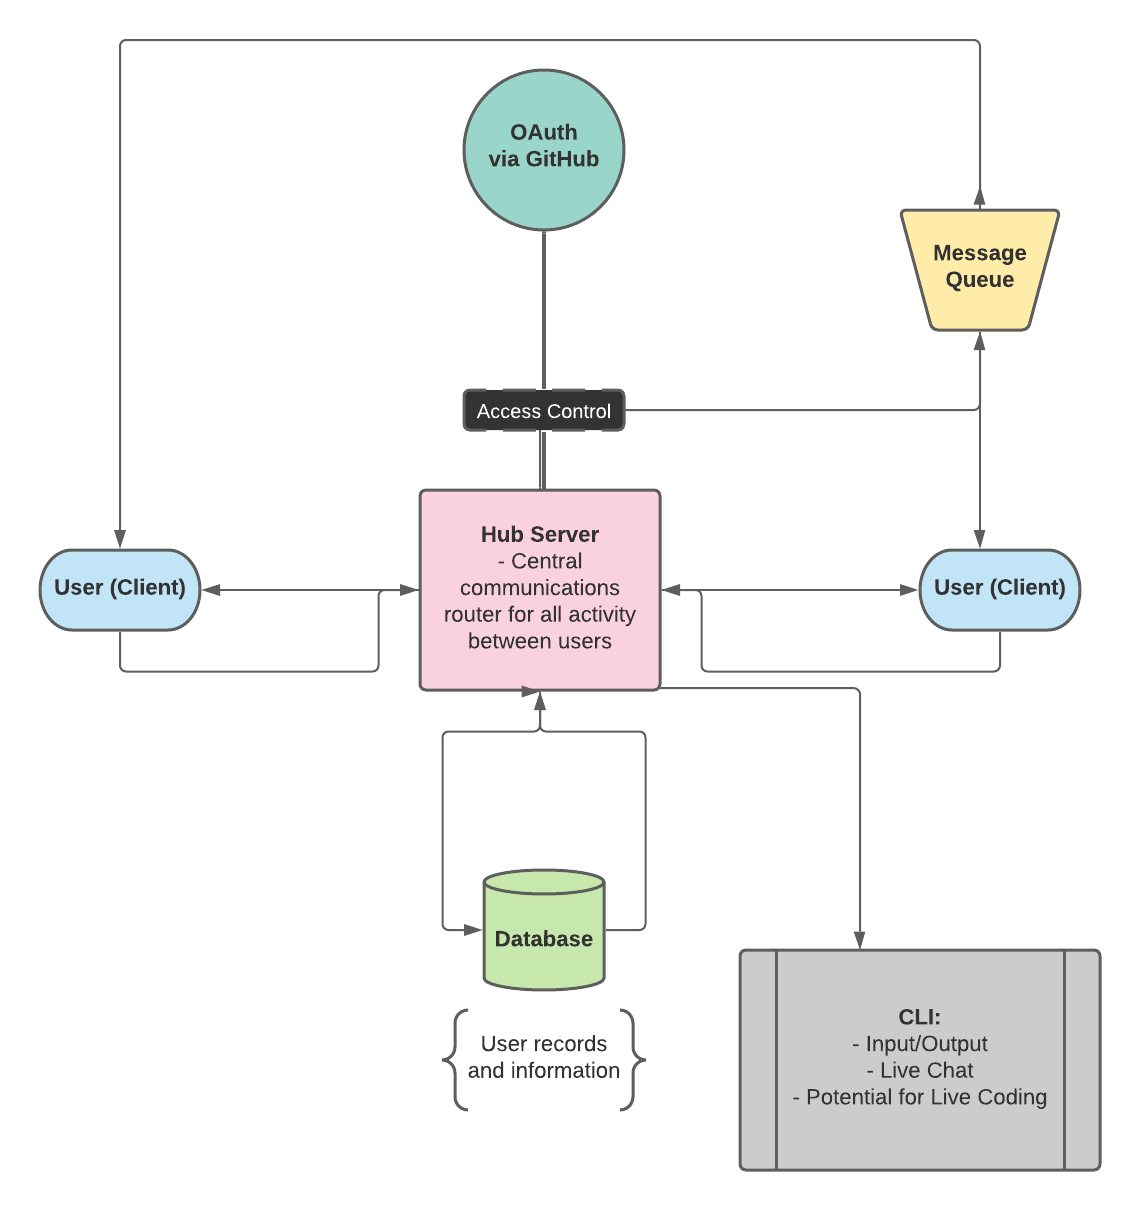 OAuth
via GitHub
Message
Queue
Access Control
Hub Server
- Central
communications
router for all activity
between users
User (Client)
User (Client)
Database
User records
and information
CLI:
- Input/Output
- Live Chat
- Potential for Live Coding